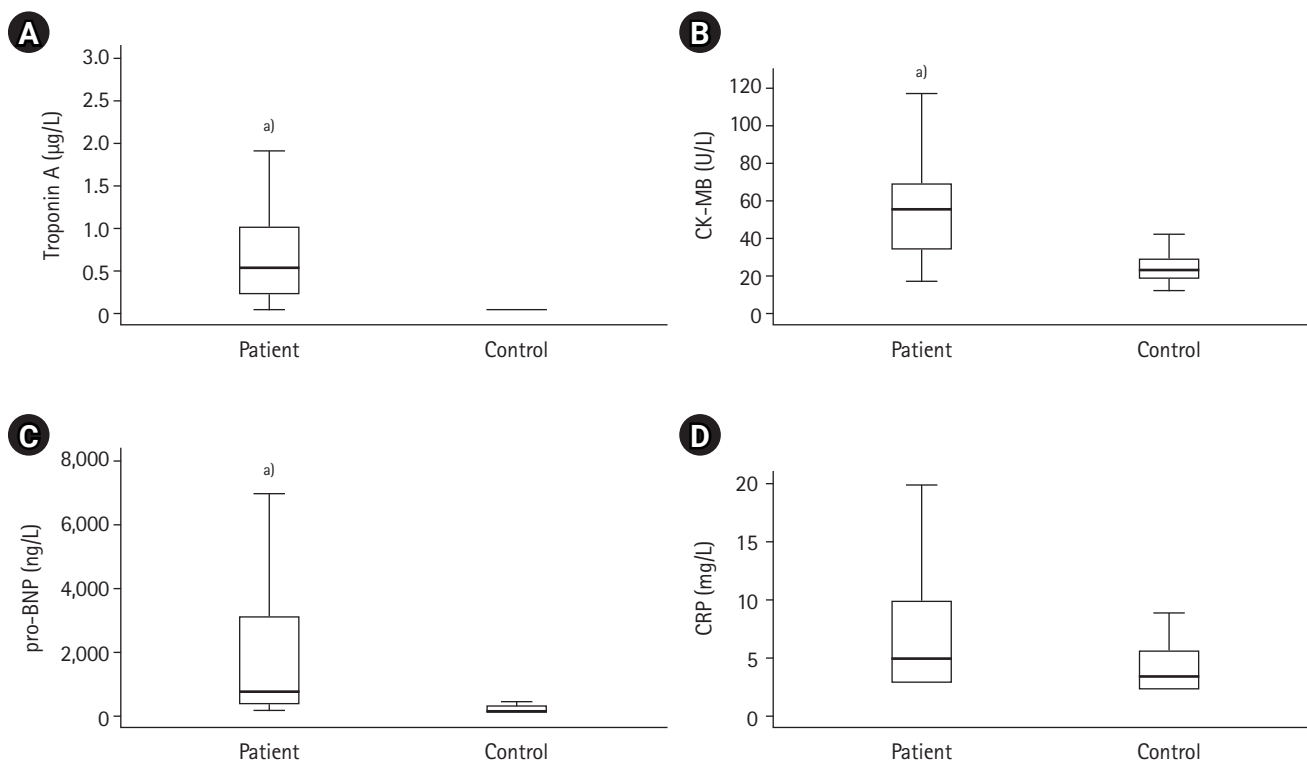 A
Troponin A (μg/L)
3.0
2.5
2.0
1.5
1.0
0.5
0
a)
Patient
Control
B
CK-MB (U/L)
120
100
80
60
40
20
0
a)
Patient
Control
C
pro-BNP (ng/L)
8,000
6,000
4,000
2,000
0
a)
Patient
Control
D
CRP (mg/L)
20
15
10
5
0
Patient
Control